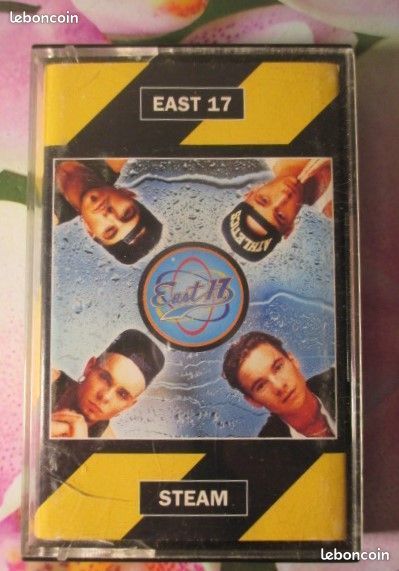 leboncoin
EAST 17
ATHLETICS
East 17
STEAM
leboncoin